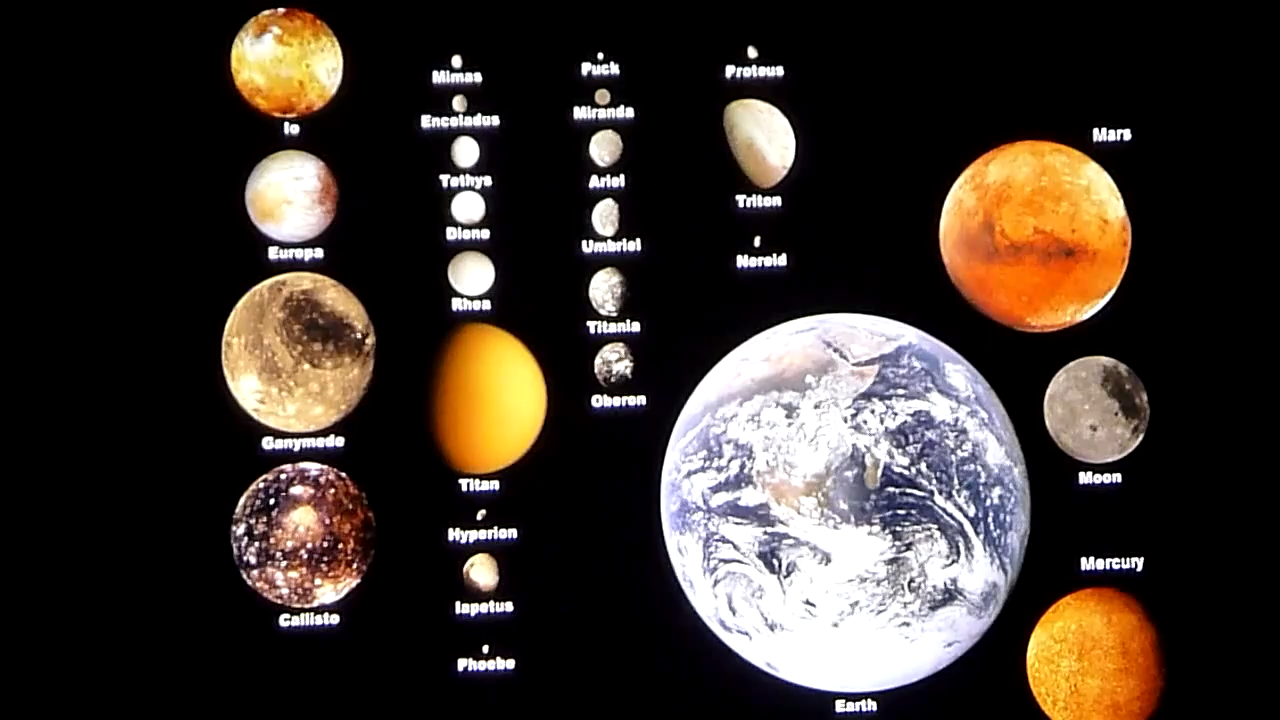 Io
Europa
Ganymede
Callisto
Mimas
Enceladus
Tethys
Dione
Rhea
Titan
Hyperion
Iapetus
Phoebe
Puck
Miranda
Ariel
Umbriel
Titania
Oberon
Proteus
Triton
Nereid
Mars
Moon
Mercury
Earth